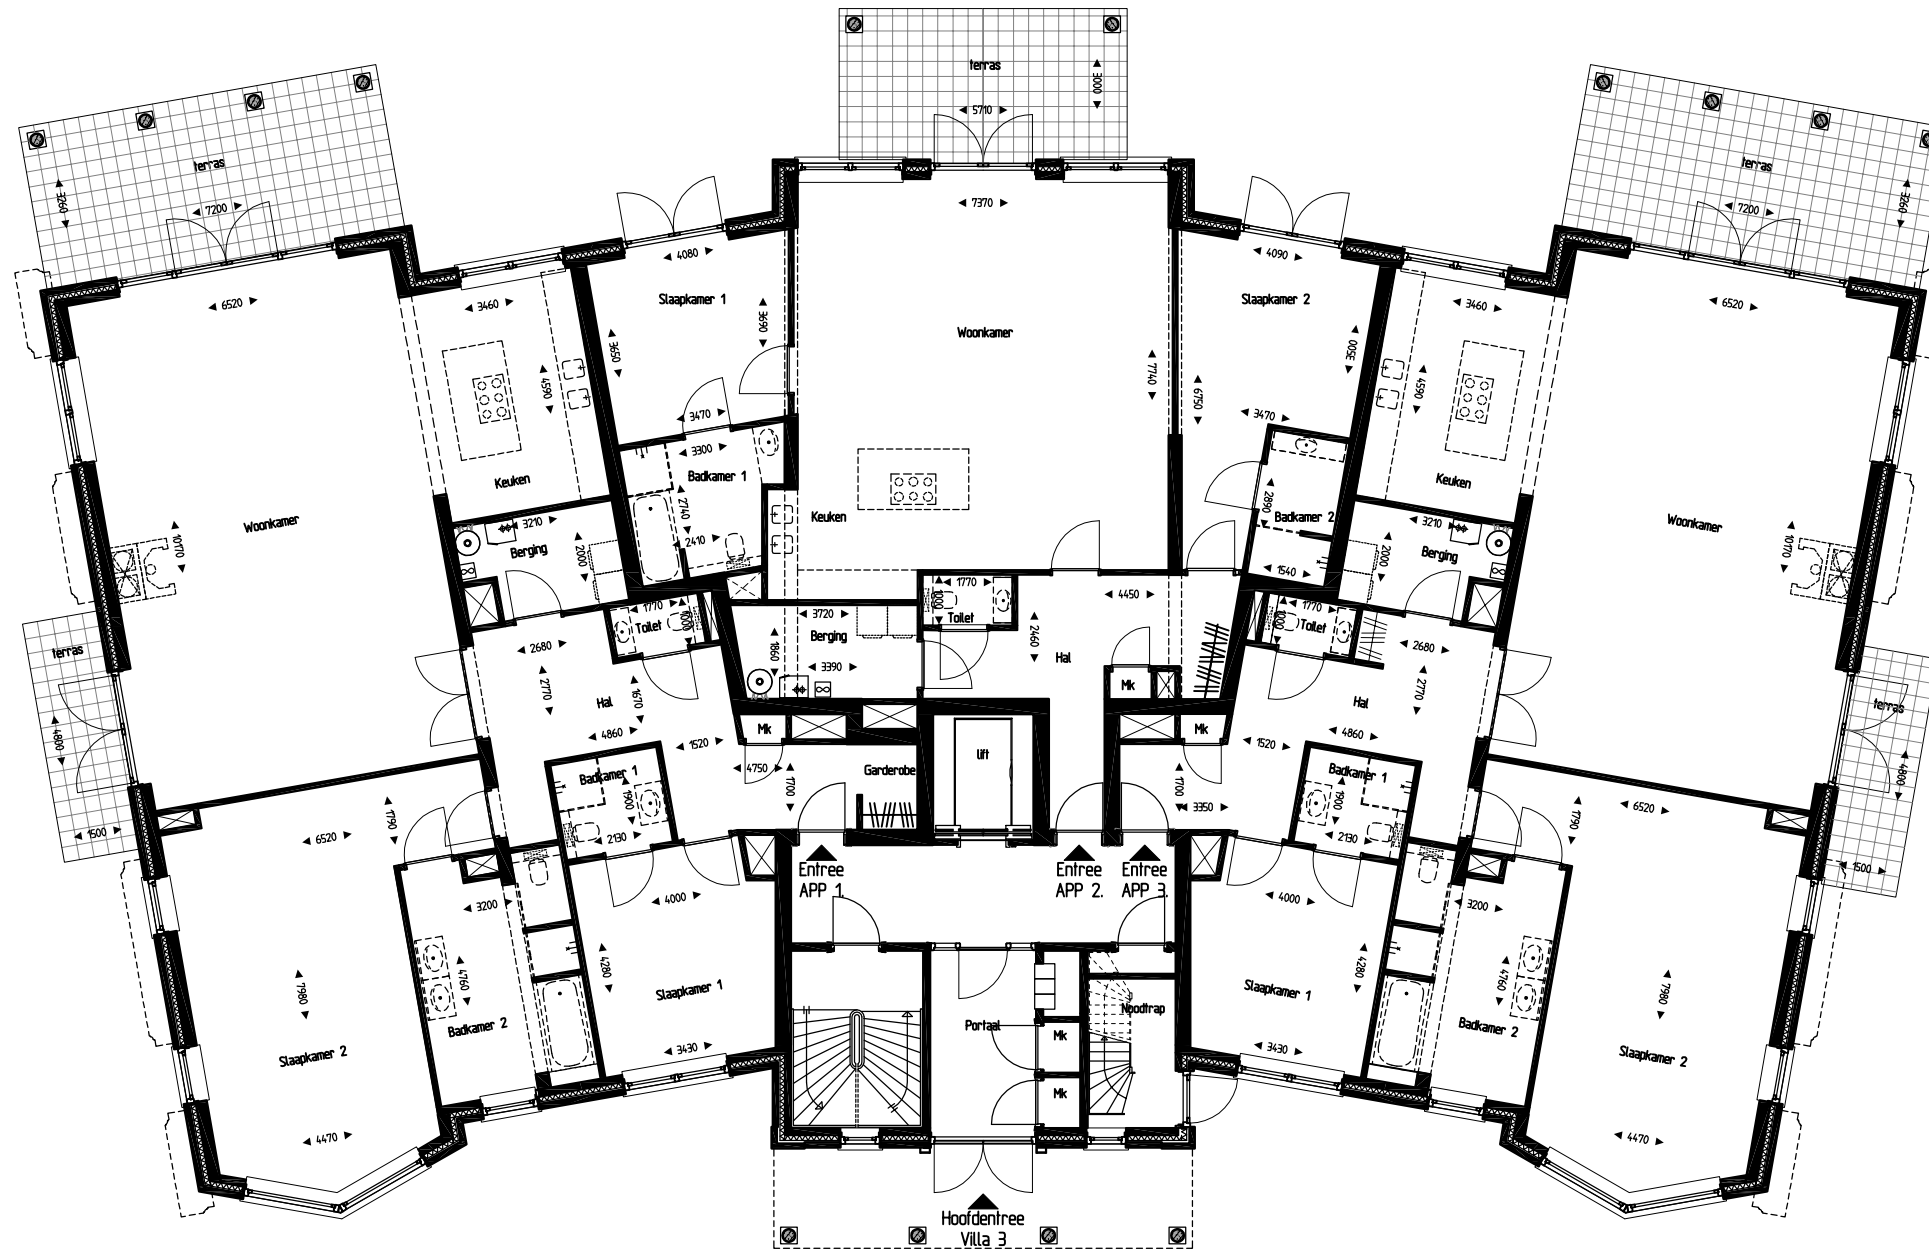 terras
3000
5710
terras
3260
7200
terras
3260
7200
7370
4080
4090
Slaapkamer 1
3690
3650
Slaapkamer 2
3500
6750
6520
3460
3460
6520
Woonkamer
7740
4590
4590
3470
3470
3300
Badkamer 1
2740
2410
Keuken
Keuken
Keuken
2890
Badkamer 2
1540
Woonkamer
10770
3210
Berging
2000
3210
Berging
2000
Woonkamer
10770
1770
1000
Toilet
3720
Berging
1860
3390
1770
1000
Toilet
4450
2460
Hal
1770
1000
Toilet
terras
4800
1500
2680
2770
1670
Hal
4860
1520
Mk
Mk
Mk
2680
2770
Hal
4860
1520
terras
4800
1500
4750
1700
Garderobe
lift
1700
3350
Badkamer 1
1900
2130
Badkamer 1
1900
2130
6520
1790
1790
6520
Entree
APP 1.
Entree
APP 2.
Entree
APP 3.
3200
4000
4000
3200
7980
4760
4280
4280
4760
7980
Slaapkamer 1
Slaapkamer 1
Badkamer 2
Badkamer 2
Slaapkamer 2
Slaapkamer 2
Portaal
Noodtrap
Mk
Mk
3430
3430
4470
4470
Hoofdentree
Villa 3